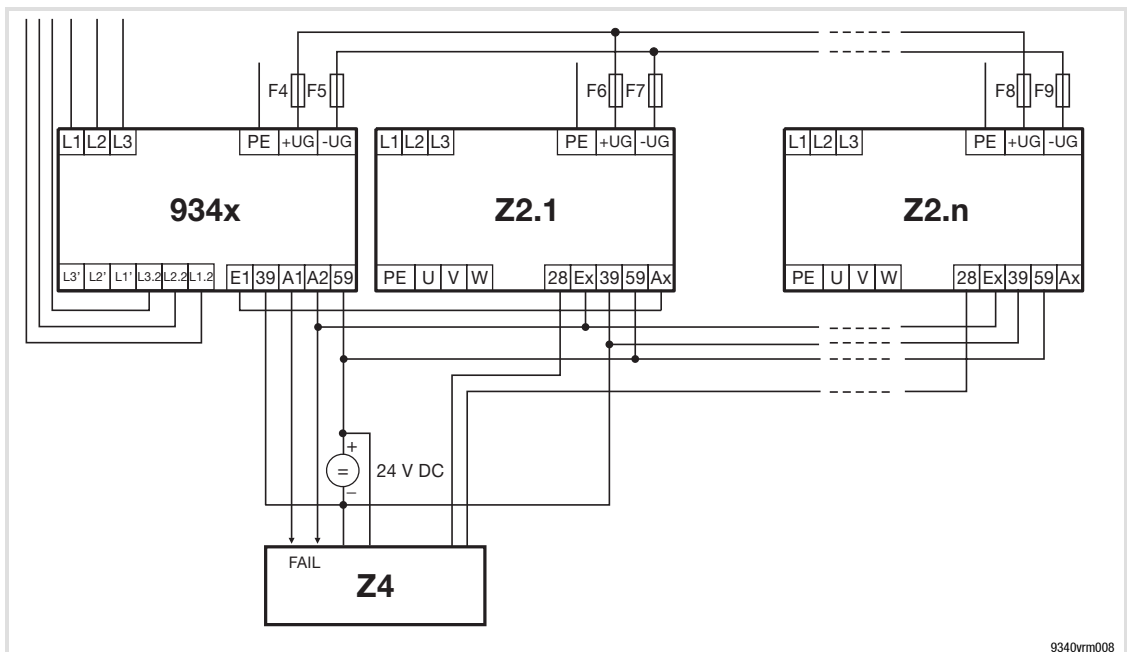 F4 F5 F6 F7 F8 F9
L1 L2 L3 PE +UG -UG L1 L2 L3 PE +UG -UG L1 L2 L3 PE +UG -UG
934x Z2.1 Z2.n
L3' L2' L1' L3.2 L2.2 L1.2 E1 39 A1 A2 59 PE U V W 28 Ex 39 59 Ax PE U V W 28 Ex 39 59 Ax
+
= 24 V DC
–
FAIL
Z4
9340vrm008